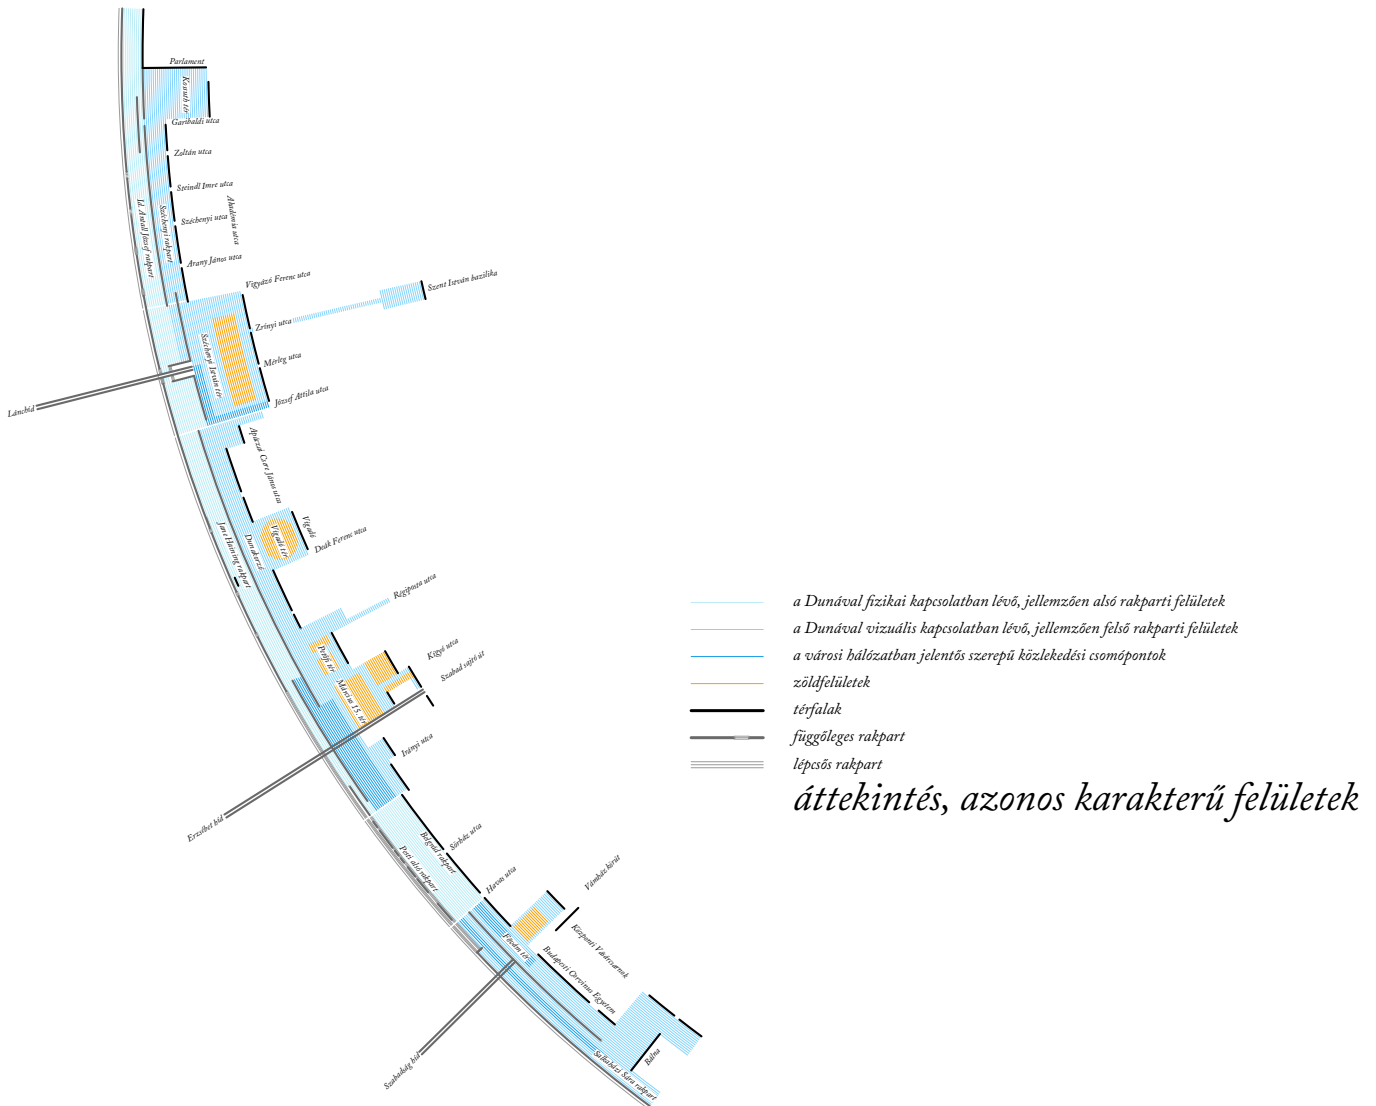 Parlament
Kossuth tér
Garibaldi utca
Zoltán utca
Steindl Imre utca
Akadémia utca
Széchenyi utca
Id. Antall József rakpart
Széchenyi rakpart
Arany János utca
Vigyázó Ferenc utca
Szent István bazilika
Zrínyi utca
Széchenyi István tér
Mérleg utca
József Attila utca
Lánchíd
Apáczai Csere János utca
Vigadó
Vigadó tér
Deák Ferenc utca
Jane Haining rakpart
Dunakorzó
Régiposta utca
Petőfi tér
Kígyó utca
Szabad sajtó út
Március 15. tér
Irányi utca
Erzsébet híd
Belgrád rakpart
Sörház utca
Pesti alsó rakpart
Havas utca
Vámház körút
Fővám tér
Központi Vásárcsarnok
Budapesti Corvinus Egyetem
Szabadság híd
Bálna
Salkaházi Sára rakpart
a Dunával fizikai kapcsolatban lévő, jellemzően alsó rakparti felületek
a Dunával vizuális kapcsolatban lévő, jellemzően felső rakparti felületek
a városi hálózatban jelentős szerepű közlekedési csomópontok
zöldfelületek
térfalak
függőleges rakpart
lépcsős rakpart
áttekintés, azonos karakterű felületek